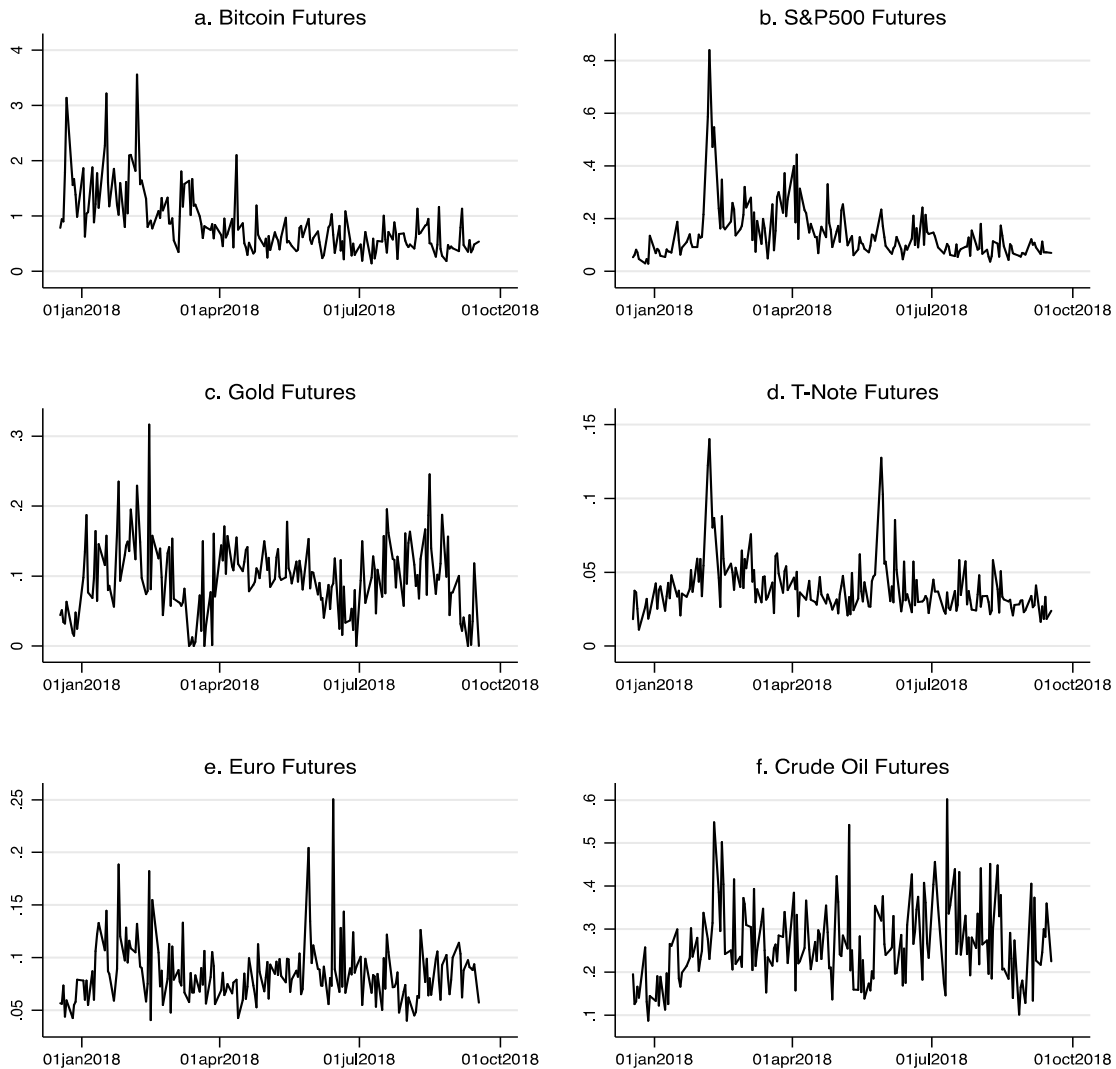 a. Bitcoin Futures
4
3
2
1
0
01jan2018 01apr2018 01jul2018 01oct2018
b. S&P500 Futures
.8
.6
.4
.2
0
01jan2018 01apr2018 01jul2018 01oct2018
c. Gold Futures
.3
.2
.1
0
01jan2018 01apr2018 01jul2018 01oct2018
d. T-Note Futures
.15
.1
.05
0
01jan2018 01apr2018 01jul2018 01oct2018
e. Euro Futures
.25
.2
.15
.1
.05
01jan2018 01apr2018 01jul2018 01oct2018
f. Crude Oil Futures
.6
.5
.4
.3
.2
.1
01jan2018 01apr2018 01jul2018 01oct2018